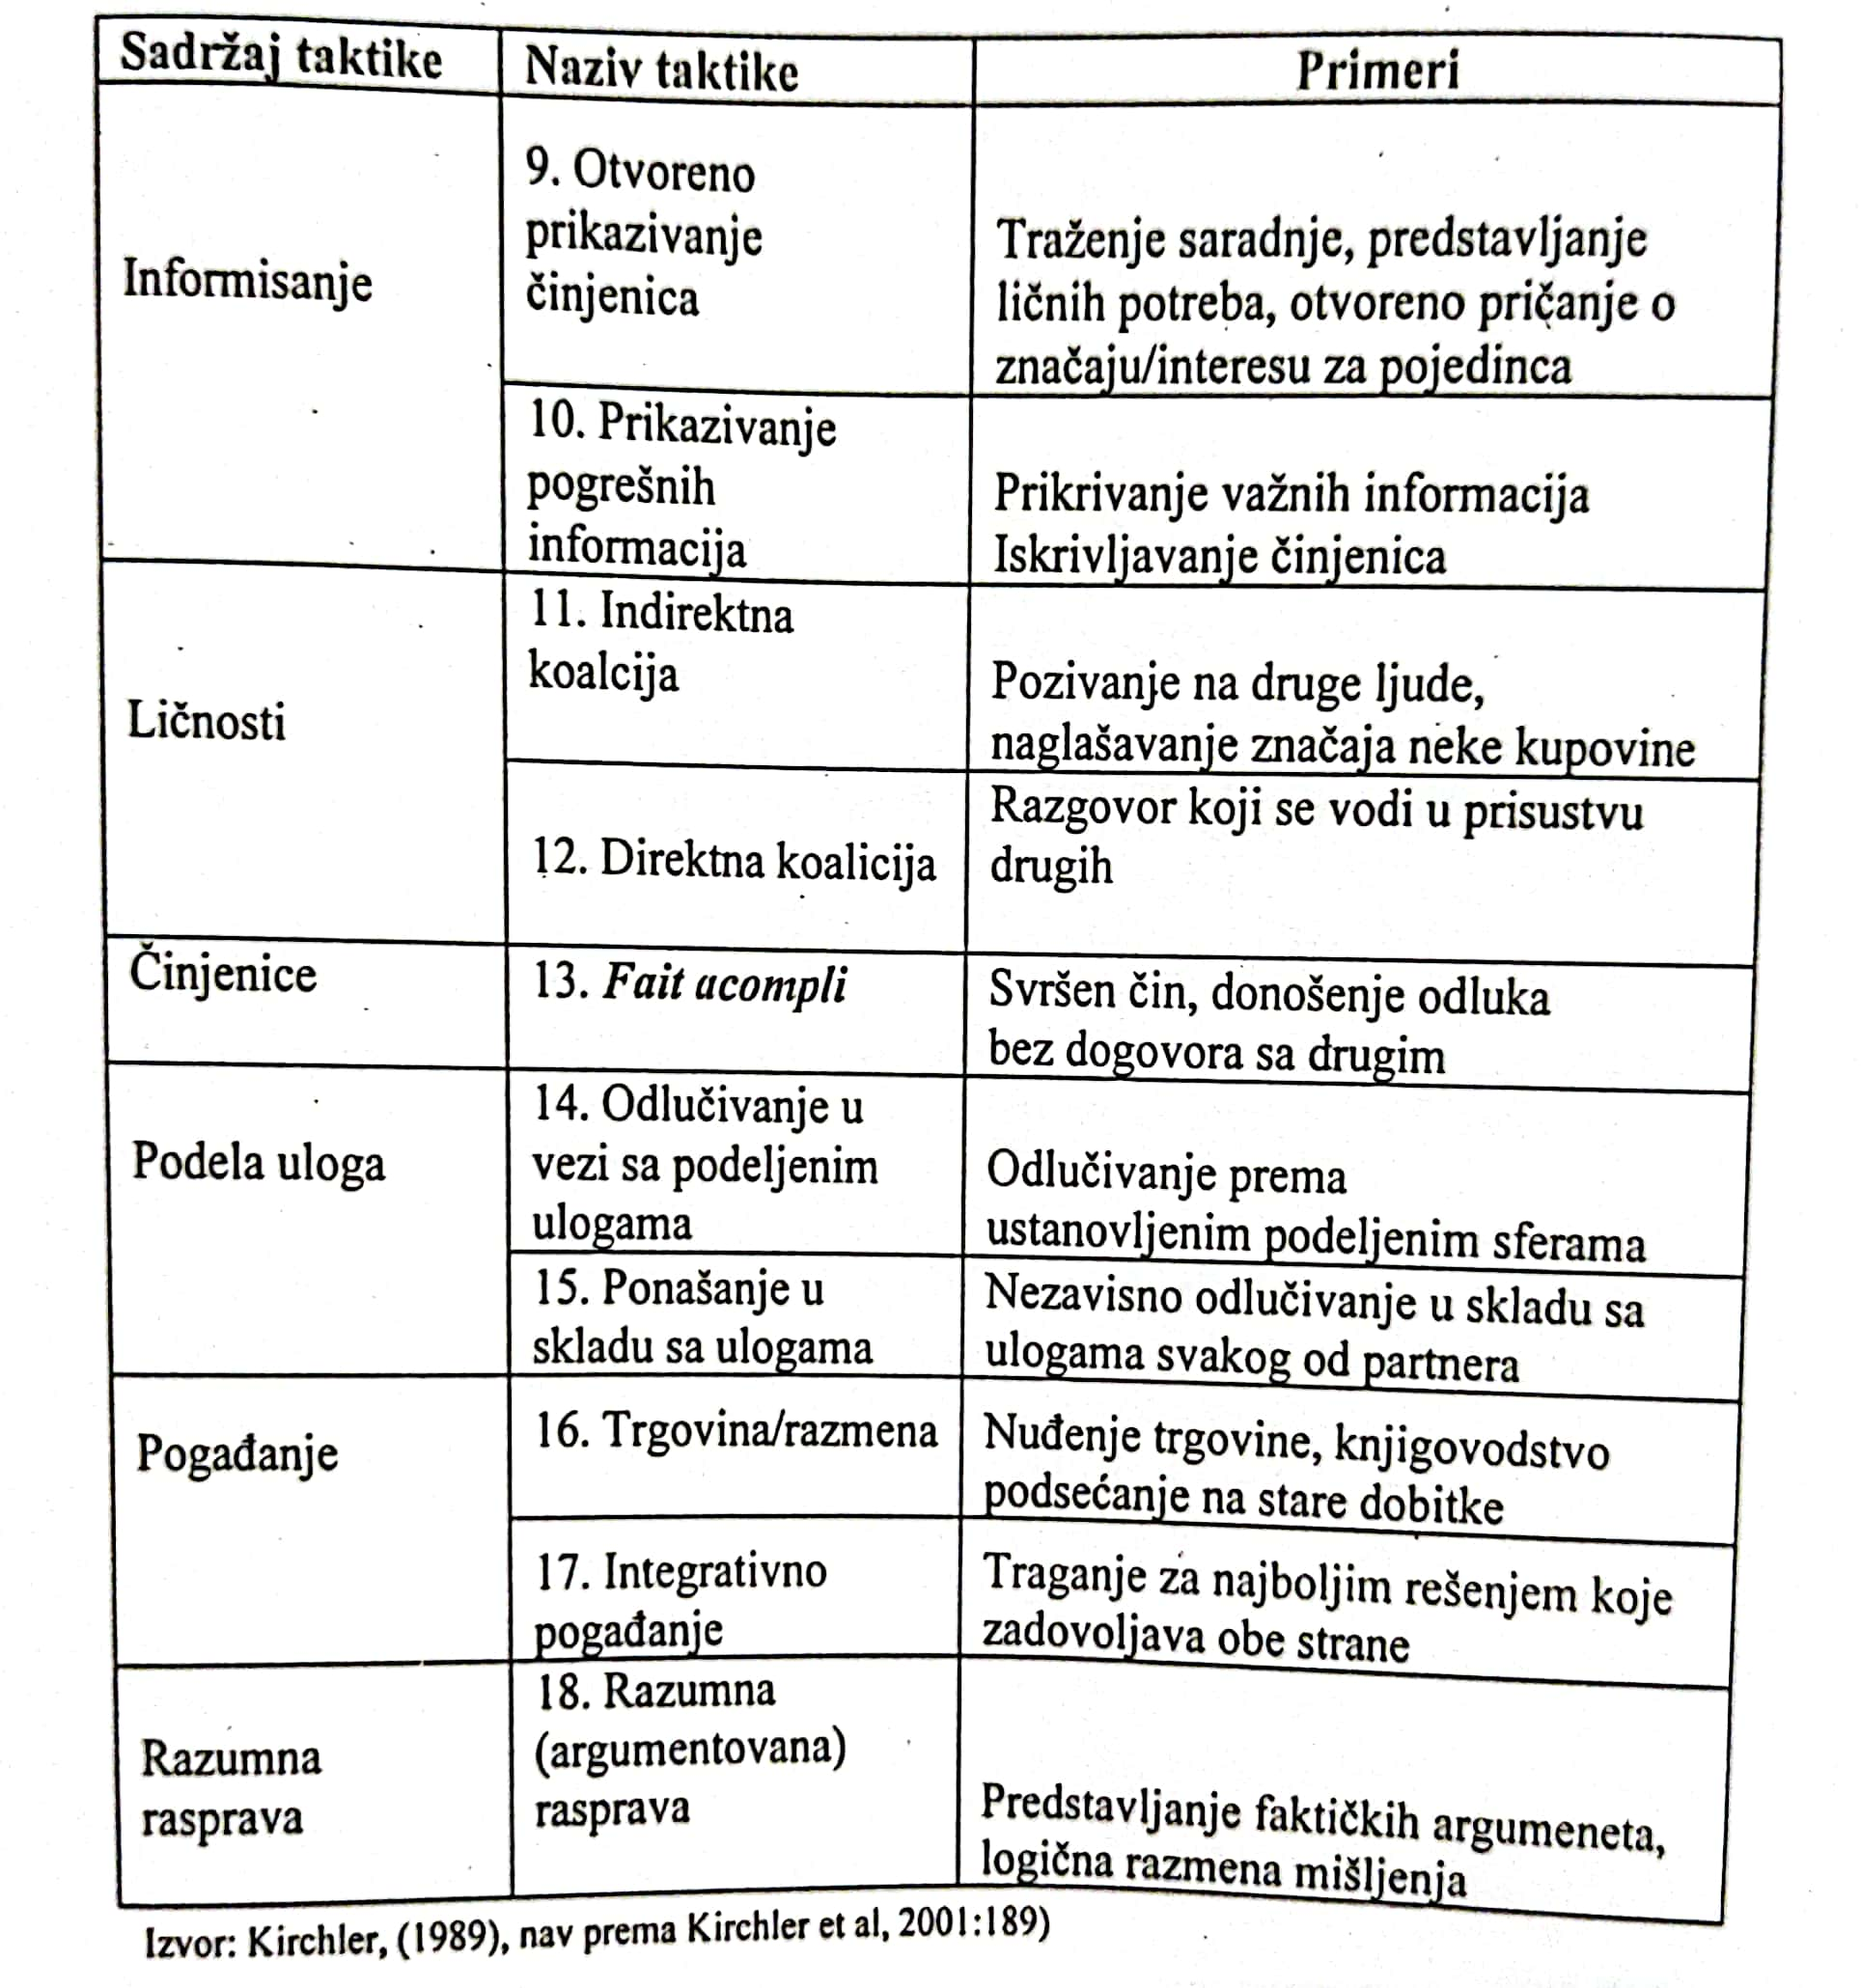 Sadržaj taktike
Naziv taktike
Primeri
Informisanje
9. Otvoreno
prikazivanje
činjenica
Traženje saradnje, predstavljanje
ličnih potreba, otvoreno pričanje o
značaju/interesu za pojedinca
10. Prikazivanje
pogrešnih
informacija
Prikrivanje važnih informacija
Iskrivljavanje činjenica
Ličnosti
11. Indirektna
koalcija
Pozivanje na druge ljude,
naglašavanje značaja neke kupovine
12. Direktna koalicija
Razgovor koji se vodi u prisustvu
drugih
Činjenice
13. Fait acompli
Svršen čin, donošenje odluka
bez dogovora sa drugim
Podela uloga
14. Odlučivanje u
vezi sa podeljenim
ulogama
Odlučivanje prema
ustanovljenim podeljenim sferama
15. Ponašanje u
skladu sa ulogama
Nezavisno odlučivanje u skladu sa
ulogama svakog od partnera
Pogađanje
16. Trgovina/razmena
Nuđenje trgovine, knjigovodstvo
podsećanje na stare dobitke
17. Integrativno
pogađanje
Traganje za najboljim rešenjem koje
zadovoljava obe strane
Razumna
rasprava
18. Razumna
(argumentovana)
rasprava
Predstavljanje faktičkih argumeneta,
logična razmena mišljenja
Izvor: Kirchler, (1989), nav prema Kirchler et al, 2001:189)